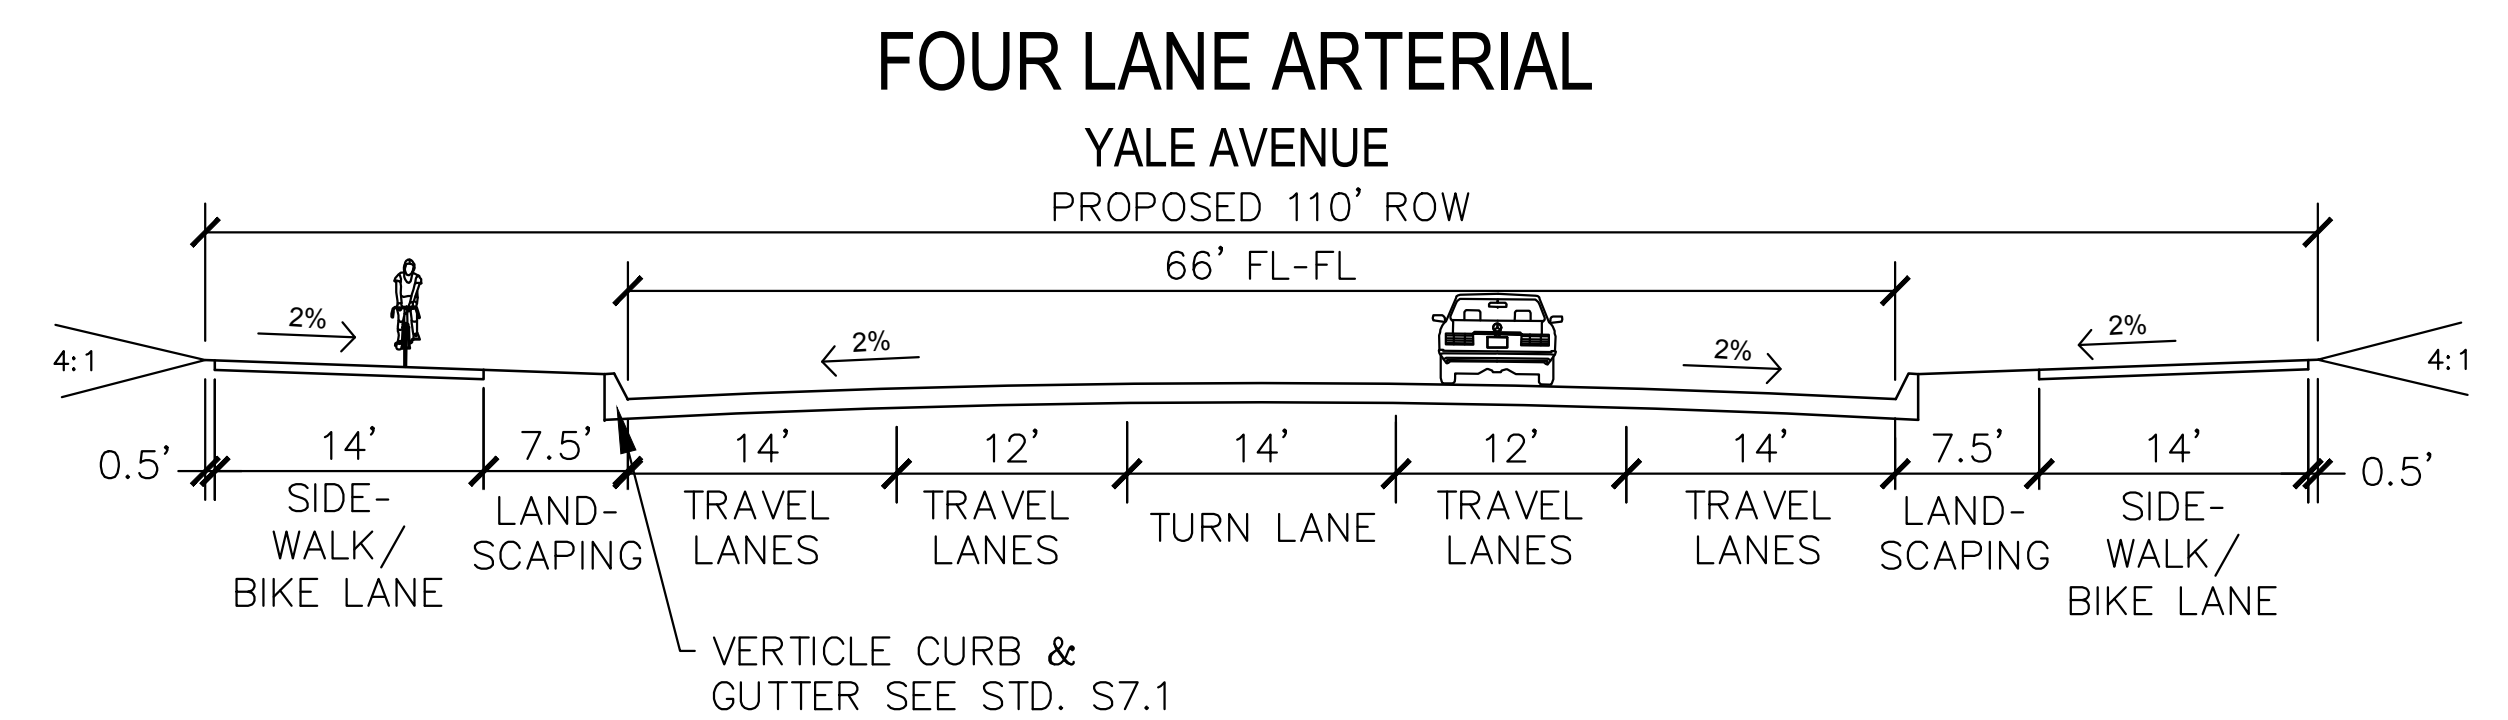 FOUR LANE ARTERIAL
YALE AVENUE
PROPOSED 110' ROW
66' FL-FL
2%
2%
2%
2%
4:1
4:1
0.5'
14'
7.5'
14'
12'
14'
12'
14'
7.5'
14'
0.5'
SIDE-
WALK/
BIKE LANE
LAND-
SCAPING
TRAVEL
LANES
TRAVEL
LANES
TURN LANE
TRAVEL
LANES
TRAVEL
LANES
LAND-
SCAPING
SIDE-
WALK/
BIKE LANE
VERTICLE CURB &
GUTTER SEE STD. S7.1